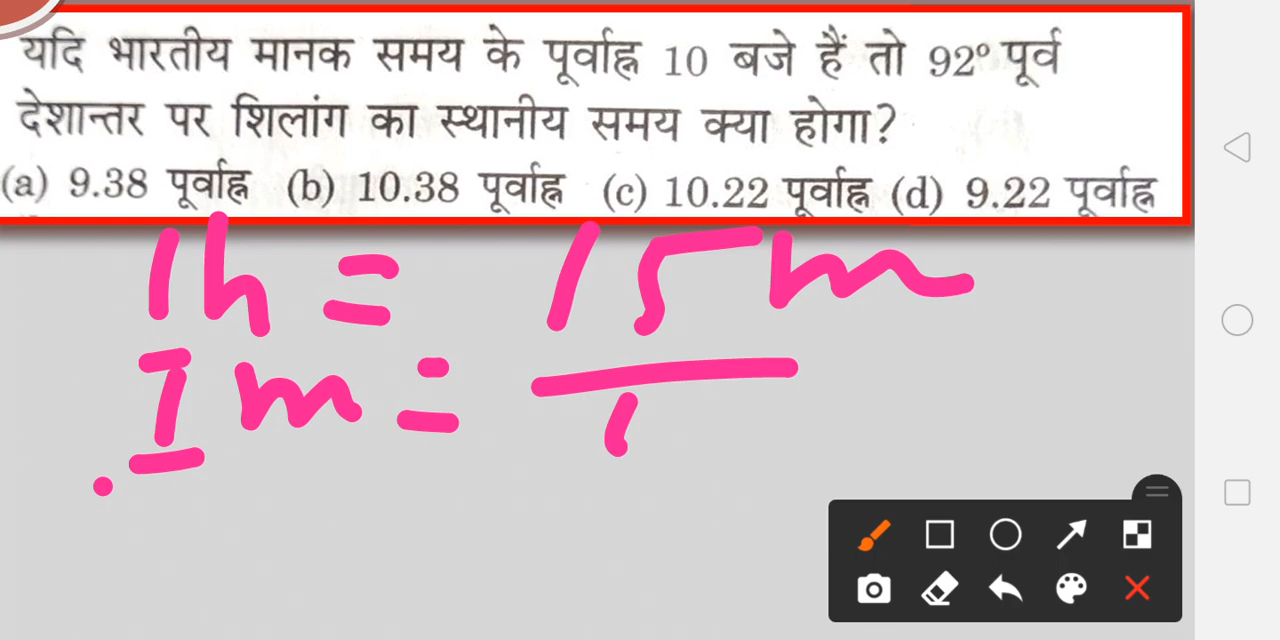 यदि भारतीय मानक समय के पूर्वाह्न 10 बजे हैं तो 92º पूर्व
देशान्तर पर शिलांग का स्थानीय समय क्या होगा?
(a) 9.38 पूर्वाह्न (b) 10.38 पूर्वाह्न (c) 10.22 पूर्वाह्न (d) 9.22 पूर्वाह्न
1h = 15m
1m =